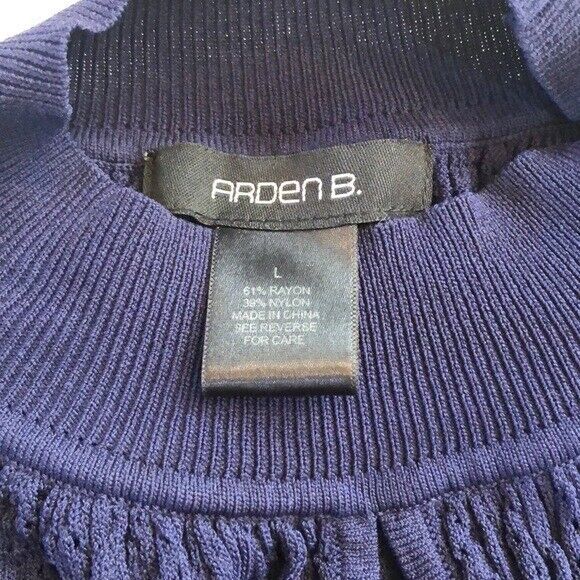 ARDEN B.
L
61% RAYON
39% NYLON
MADE IN CHINA
SEE REVERSE
FOR CARE